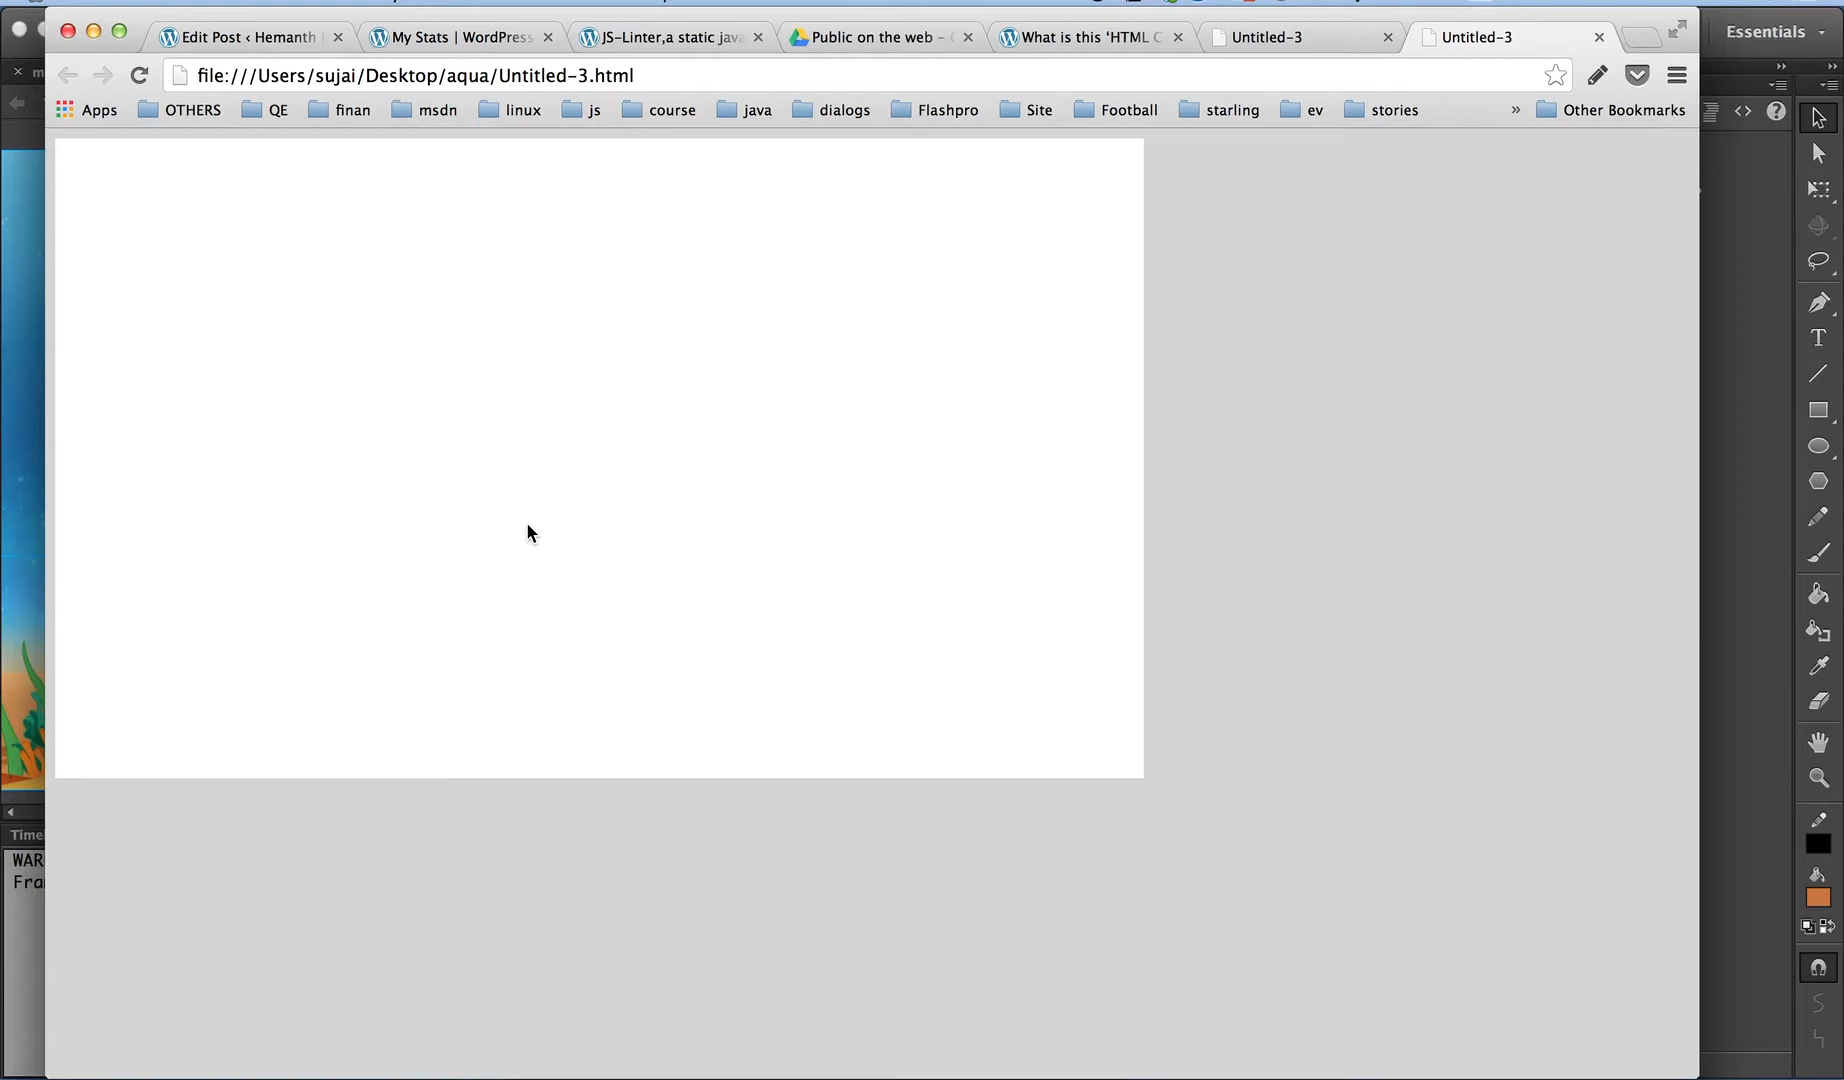 Edit Post ‹ Hemanth
My Stats | WordPress
JS-Linter,a static java
Public on the web –
What is this ‘HTML C
Untitled-3
Untitled-3
Essentials
file:///Users/sujai/Desktop/aqua/Untitled-3.html
Apps OTHERS QE finan msdn linux js course java dialogs Flashpro Site Football starling ev stories » Other Bookmarks
Timel
WAR
Fra